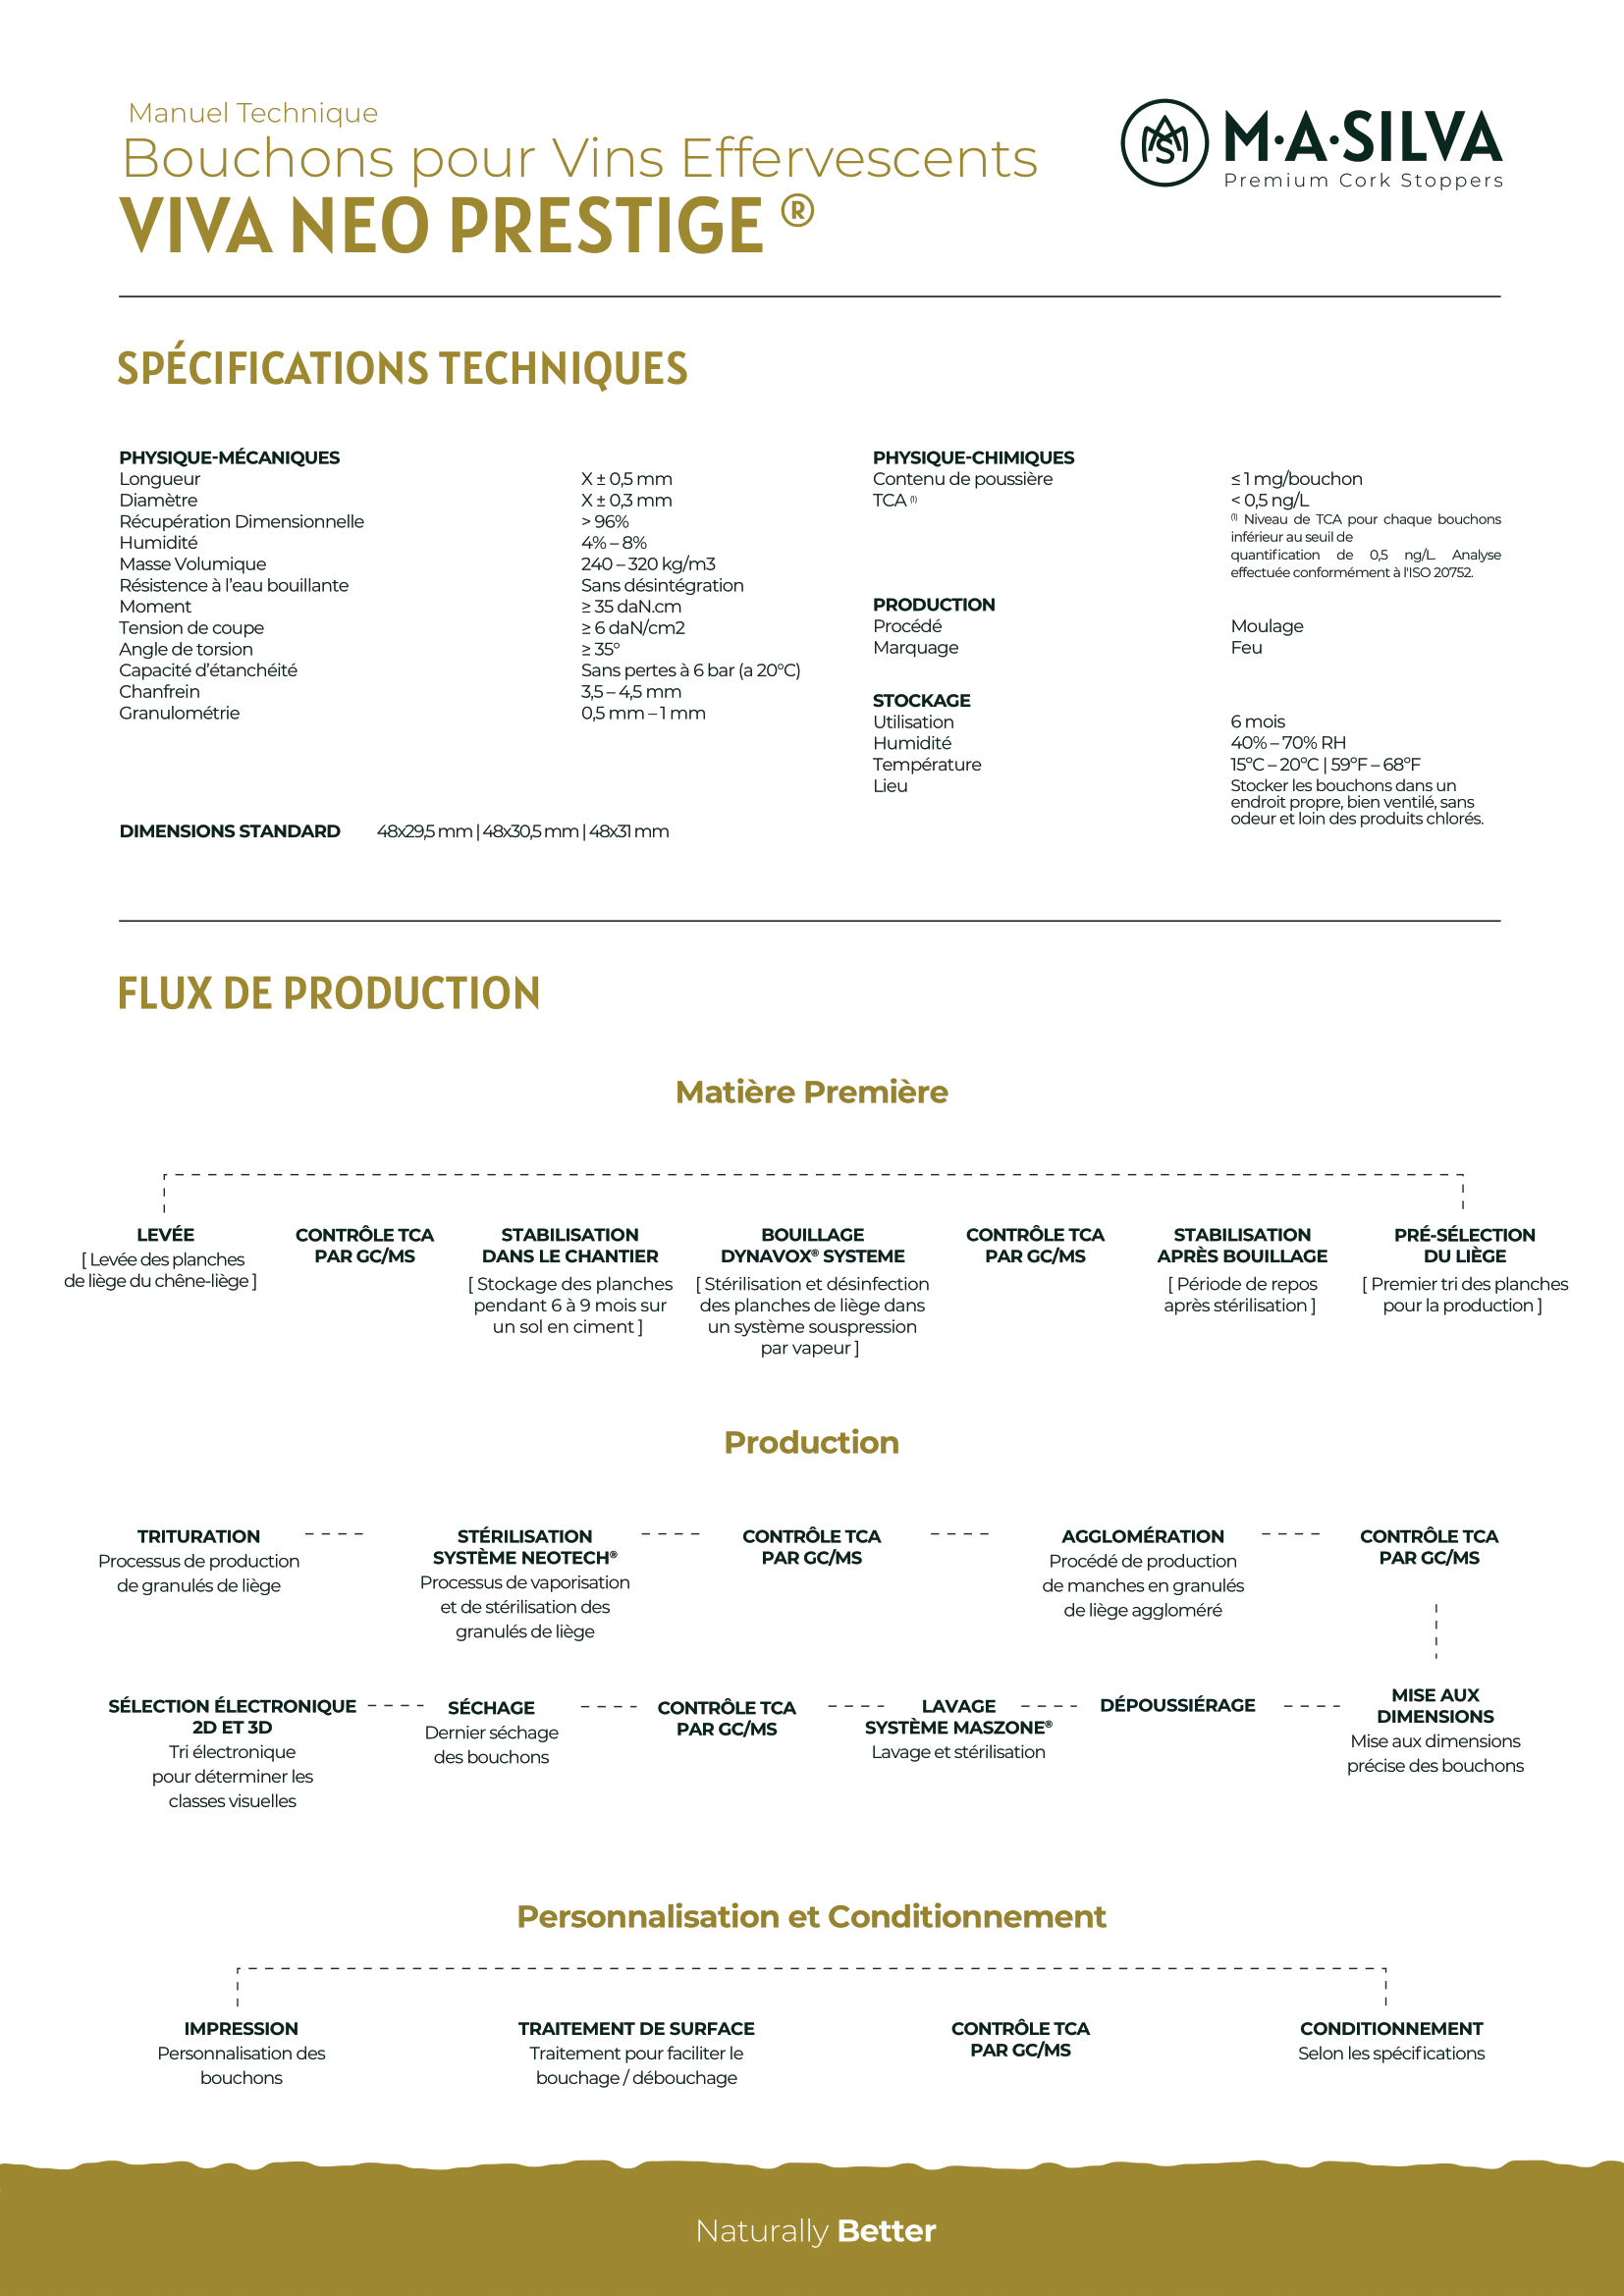 Manuel Technique
Bouchons pour Vins Effervescents
VIVA NEO PRESTIGE ®
M·A·SILVA
Premium Cork Stoppers
SPÉCIFICATIONS TECHNIQUES
PHYSIQUE-MÉCANIQUES
Longueur X ± 0,5 mm
Diamètre X ± 0,3 mm
Récupération Dimensionnelle > 96%
Humidité 4% – 8%
Masse Volumique 240 – 320 kg/m3
Résistence à l’eau bouillante Sans désintégration
Moment ≥ 35 daN.cm
Tension de coupe ≥ 6 daN/cm2
Angle de torsion ≥ 35º
Capacité d’étanchéité Sans pertes à 6 bar (a 20ºC)
Chanfrein 3,5 – 4,5 mm
Granulométrie 0,5 mm – 1 mm
DIMENSIONS STANDARD 48x29,5 mm | 48x30,5 mm | 48x31 mm
PHYSIQUE-CHIMIQUES
Contenu de poussière ≤ 1 mg/bouchon
TCA (1) < 0,5 ng/L
(1) Niveau de TCA pour chaque bouchons
inférieur au seuil de
quantification de 0,5 ng/L. Analyse
effectuée conformément à l'ISO 20752.
PRODUCTION
Procédé Moulage
Marquage Feu
STOCKAGE
Utilisation 6 mois
Humidité 40% – 70% RH
Température 15ºC – 20ºC | 59ºF – 68ºF
Lieu Stocker les bouchons dans un
endroit propre, bien ventilé, sans
odeur et loin des produits chlorés.
FLUX DE PRODUCTION
Matière Première
LEVÉE
[ Levée des planches
de liège du chêne-liège ]
CONTRÔLE TCA
PAR GC/MS
STABILISATION
DANS LE CHANTIER
[ Stockage des planches
pendant 6 à 9 mois sur
un sol en ciment ]
BOUILLAGE
DYNAVOX® SYSTEME
[ Stérilisation et désinfection
des planches de liège dans
un système souspression
par vapeur ]
CONTRÔLE TCA
PAR GC/MS
STABILISATION
APRÈS BOUILLAGE
[ Période de repos
après stérilisation ]
PRÉ-SÉLECTION
DU LIÈGE
[ Premier tri des planches
pour la production ]
Production
TRITURATION
Processus de production
de granulés de liège
STÉRILISATION
SYSTÈME NEOTECH®
Processus de vaporisation
et de stérilisation des
granulés de liège
CONTRÔLE TCA
PAR GC/MS
AGGLOMÉRATION
Procédé de production
de manches en granulés
de liège aggloméré
CONTRÔLE TCA
PAR GC/MS
SÉLECTION ÉLECTRONIQUE
2D ET 3D
Tri électronique
pour déterminer les
classes visuelles
SÉCHAGE
Dernier séchage
des bouchons
CONTRÔLE TCA
PAR GC/MS
LAVAGE
SYSTÈME MASZONE®
Lavage et stérilisation
DÉPOUSSIÉRAGE
MISE AUX
DIMENSIONS
Mise aux dimensions
précise des bouchons
Personnalisation et Conditionnement
IMPRESSION
Personnalisation des
bouchons
TRAITEMENT DE SURFACE
Traitement pour faciliter le
bouchage / débouchage
CONTRÔLE TCA
PAR GC/MS
CONDITIONNEMENT
Selon les spécifications
Naturally Better